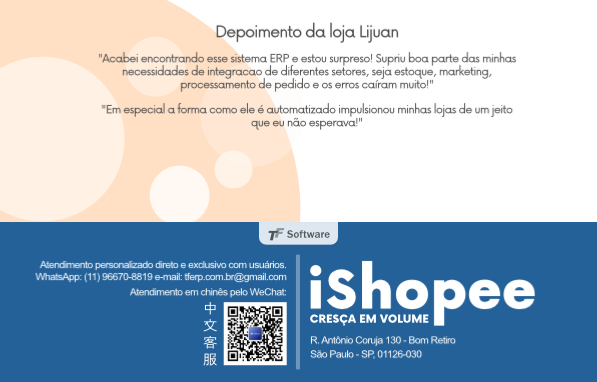 Depoimento da loja Lijuan
"Acabei encontrando esse sistema ERP e estou surpreso! Supriu boa parte das minhas
necessidades de integracao de diferentes setores, seja estoque, marketing,
processamento de pedido e os erros caíram muito!"
"Em especial a forma como ele é automatizado impulsionou minhas lojas de um jeito
que eu não esperava!"
TF Software
Atendimento personalizado direto e exclusivo com usuários.
WhatsApp: (11) 96670-8819 e-mail: tferp.com.br@gmail.com
Atendimento em chinês pelo WeChat:
中文客服
iShopee
CRESÇA EM VOLUME
R. Antônio Coruja 130 - Bom Retiro
São Paulo - SP, 01126-030